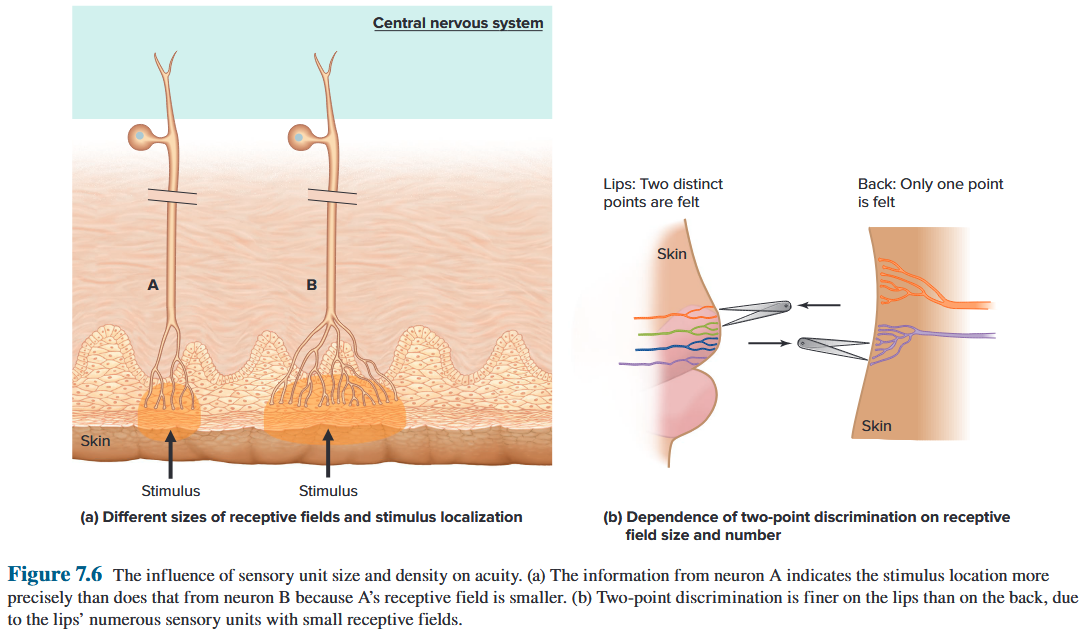 Central nervous system
A
B
Skin
Stimulus
Stimulus
(a) Different sizes of receptive fields and stimulus localization
Lips: Two distinct
points are felt
Back: Only one point
is felt
Skin
Skin
(b) Dependence of two-point discrimination on receptive
field size and number
Figure 7.6 The influence of sensory unit size and density on acuity. (a) The information from neuron A indicates the stimulus location more
precisely than does that from neuron B because A’s receptive field is smaller. (b) Two-point discrimination is finer on the lips than on the back, due
to the lips’ numerous sensory units with small receptive fields.